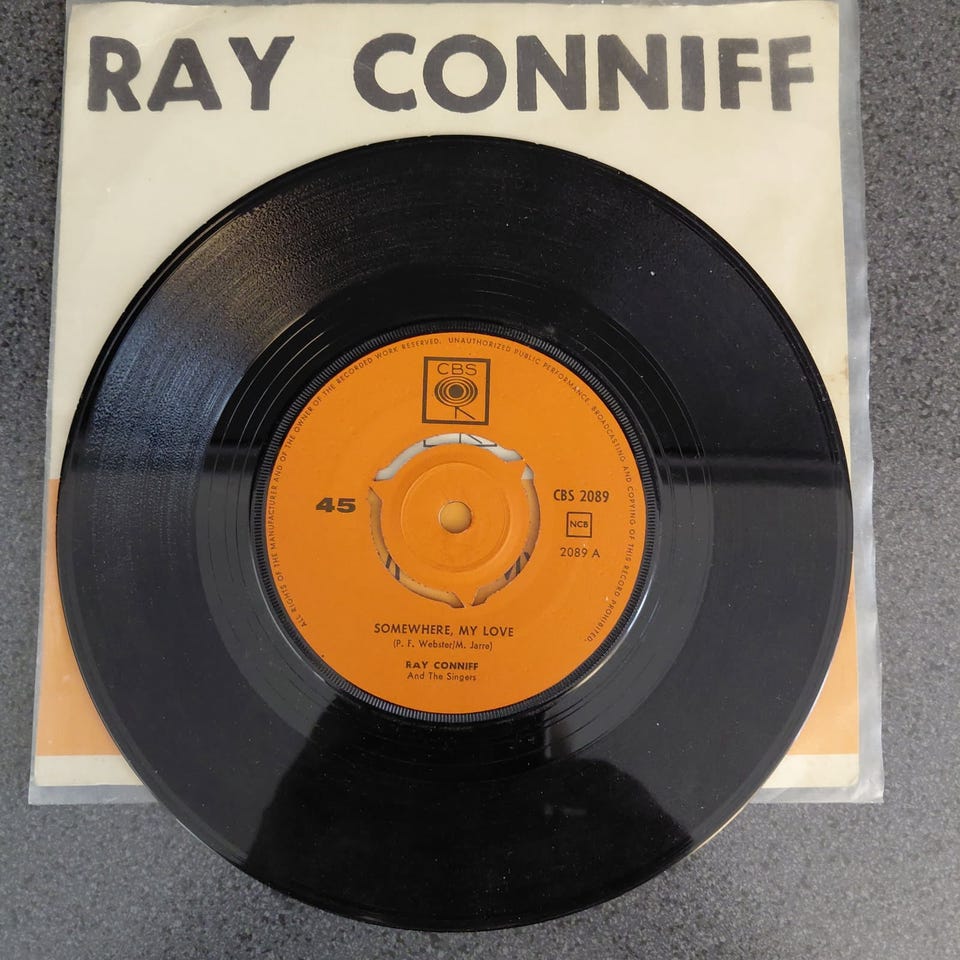 RAY CONNIFF
ALL RIGHTS OF THE MANUFACTURER AND OF THE OWNER OF THE RECORDED WORK RESERVED. UNAUTHORIZED PUBLIC PERFORMANCE, BROADCASTING AND COPYING OF THIS RECORD PROHIBITED.
CBS
45
CBS 2089
NCB
2089 A
SOMEWHERE, MY LOVE
(P. F. Webster/M. Jarre)
RAY CONNIFF
And The Singers